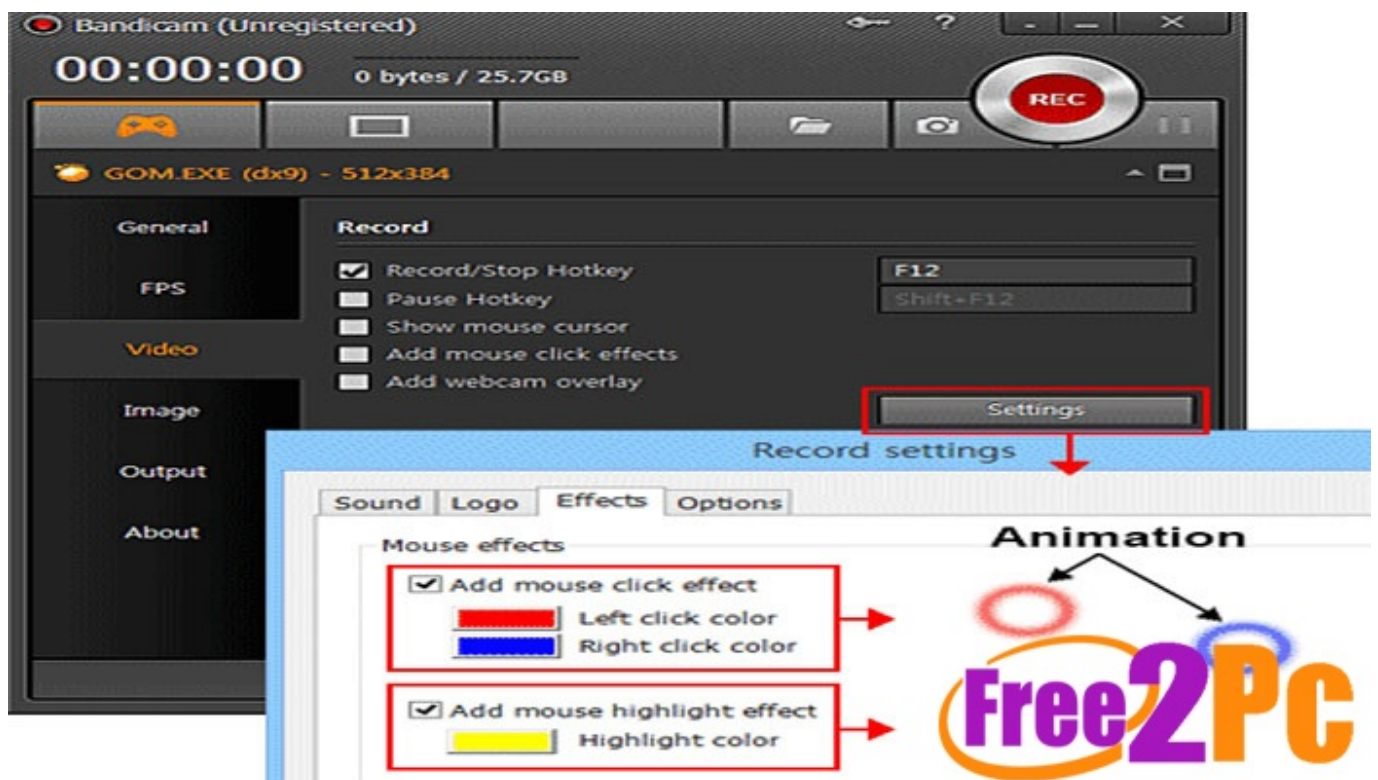 Bandicam (Unregistered)
?
00:00:00
0 bytes / 25.7GB
REC
GOM.EXE (dx9) - 512x384
General
FPS
Video
Image
Output
About
Record
Record/Stop Hotkey
F12
Pause Hotkey
Shift+F12
Show mouse cursor
Add mouse click effects
Add webcam overlay
Settings
Record settings
Sound Logo Effects Options
Mouse effects
Add mouse click effect
Left click color
Right click color
Add mouse highlight effect
Highlight color
Animation
Free2Pc